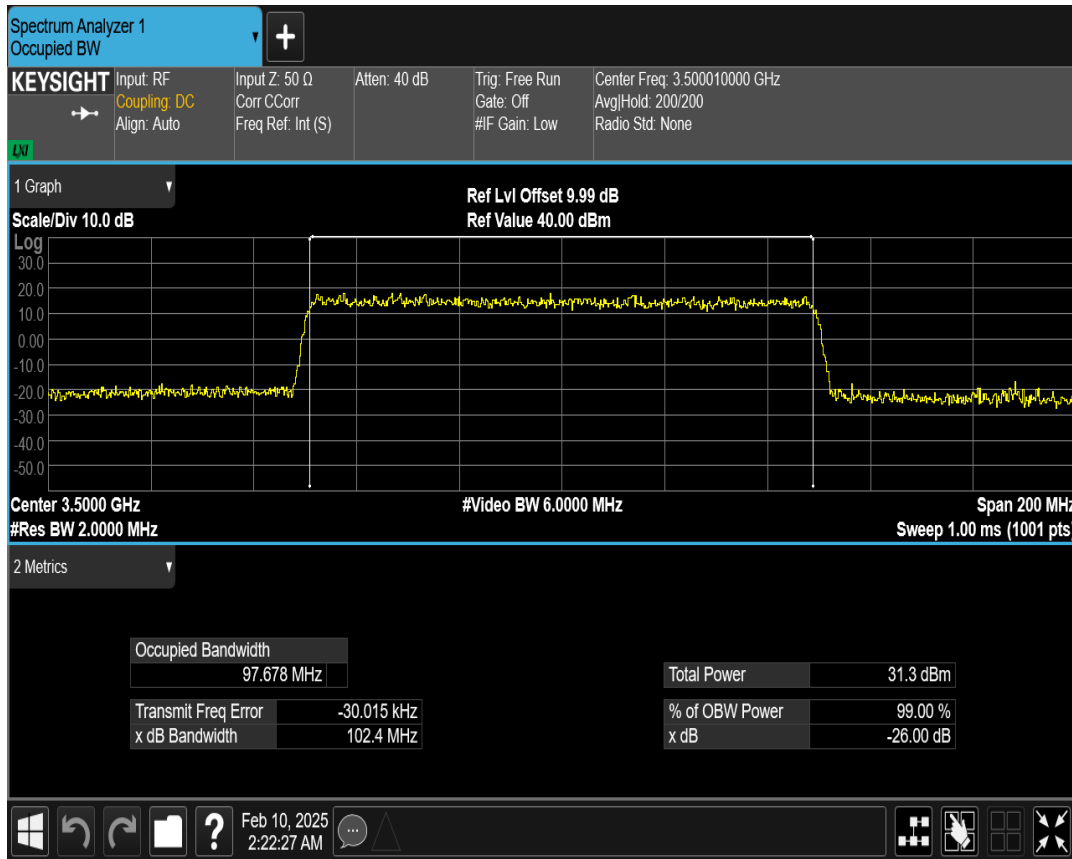 Spectrum Analyzer 1
Occupied BW
+
KEYSIGHT
LXI
Input: RF
Coupling: DC
Align: Auto
Input Z: 50 Ω
Corr CCorr
Freq Ref: Int (S)
Atten: 40 dB
Trig: Free Run
Gate: Off
#IF Gain: Low
Center Freq: 3.500010000 GHz
Avg|Hold: 200/200
Radio Std: None
1 Graph
Scale/Div 10.0 dB
Ref Lvl Offset 9.99 dB
Ref Value 40.00 dBm
Log
30.0
20.0
10.0
0.00
-10.0
-20.0
-30.0
-40.0
-50.0
Center 3.5000 GHz
#Video BW 6.0000 MHz
Span 200 MHz
#Res BW 2.0000 MHz
Sweep 1.00 ms (1001 pts)
2 Metrics
Occupied Bandwidth
97.678 MHz
Total Power 31.3 dBm
Transmit Freq Error -30.015 kHz
% of OBW Power 99.00 %
x dB Bandwidth 102.4 MHz
x dB -26.00 dB
?
Feb 10, 2025
2:22:27 AM